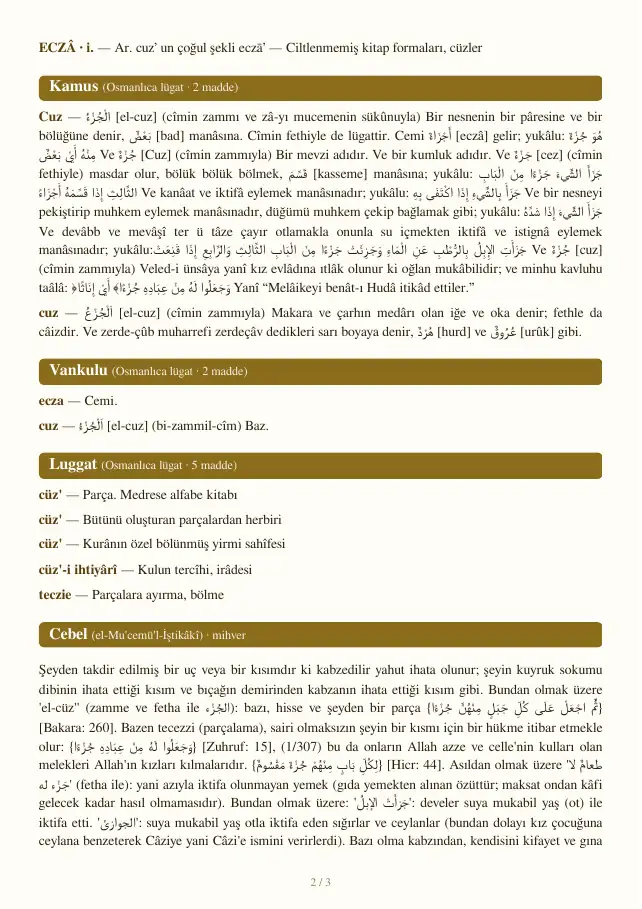 ECZÂ · i. — Ar. cuz' un çoğul şekli eczā' — Ciltlenmemiş kitap formaları, cüzler
Kamus (Osmanlıca lügat · 2 madde)
Cuz — اَلْجُزْءُ [el-cuz] (cîmin zammı ve zâ-yı mucemenin sükûnuyla) Bir nesnenin bir pâresine ve bir
bölüğüne denir, بَعْضٌ [bad] manâsına. Cîmin fethiyle de lügattir. Cemi أَجْزَاءٌ [eczâ] gelir; yukâlu: هُوَ جُزْءٌ
مِنْهُ أَيْ بَعْضٌ Ve جُزْءٌ [Cuz] (cîmin zammıyla) Bir mevzi adıdır. Ve bir kumluk adıdır. Ve جَزْءٌ [cez] (cîmin
fethiyle) masdar olur, bölük bölük bölmek, قَسْمٌ [kasseme] manâsına; yukâlu: جَزَأَ الشَّيْءَ جَزْءًا مِنَ الْبَابِ
الثَّالِثِ إِذَا قَسَّمَهُ أَجْزَاءً Ve kanâat ve iktifâ eylemek manâsınadır; yukâlu: جَزَأَ بِالشَّيْءِ إِذَا اكْتَفَى بِهِ Ve bir nesneyi
pekiştirip muhkem eylemek manâsınadır, düğümü muhkem çekip bağlamak gibi; yukâlu: جَزَأَ الشَّيْءَ إِذَا شَدَّهُ
Ve devâbb ve mevâşî ter ü tâze çayır otlamakla onunla su içmekten iktifâ ve istignâ eylemek
manâsınadır; yukâlu: جَزَأَتِ الْإِبِلُ بِالرُّطْبِ عَنِ الْمَاءِ وَجَزِئَتْ جَزْءًا مِنَ الْبَابِ الثَّالِثِ وَالرَّابِعِ إِذَا قَنِعَتْ Ve جُزْءٌ [cuz]
(cîmin zammıyla) Veled-i ünsâya yanî kız evlâdına ıtlâk olunur ki oğlan mukâbilidir; ve minhu kavluhu
taâlâ: ﴿وَجَعَلُوا لَهُ مِنْ عِبَادِهِ جُزْءًا﴾ أَيْ إِنَاثًا Yanî “Melâikeyi benât-ı Hudâ itikâd ettiler.”
cuz — اَلْجُزْءُ [el-cuz] (cîmin zammıyla) Makara ve çarhın medârı olan iğe ve oka denir; fethle da
câizdir. Ve zerde-çûb muharrefi zerdeçâv dedikleri sarı boyaya denir, هُرْدٌ [hurd] ve عُرُوقٌ [urûk] gibi.
Vankulu (Osmanlıca lügat · 2 madde)
ecza — Cemi.
cuz — اَلْجُزْءُ [el-cuz] (bi-zammil-cîm) Baz.
Luggat (Osmanlıca lügat · 5 madde)
cüz' — Parça. Medrese alfabe kitabı
cüz' — Bütünü oluşturan parçalardan herbiri
cüz' — Kurânın özel bölünmüş yirmi sahîfesi
cüz'-i ihtiyârî — Kulun tercîhi, irâdesi
teczie — Parçalara ayırma, bölme
Cebel (el-Mu'cemü'l-İştikâkî) · mihver
Şeyden takdir edilmiş bir uç veya bir kısımdır ki kabzedilir yahut ihata olunur; şeyin kuyruk sokumu
dibinin ihata ettiği kısım ve bıçağın demirinden kabzanın ihata ettiği kısım gibi. Bundan olmak üzere
'el-cüz'' (zamme ve fetha ile الجُزْء): bazı, hisse ve şeyden bir parça {ثُمَّ اجْعَلْ عَلَى كُلِّ جَبَلٍ مِنْهُنَّ جُزْءًا}
[Bakara: 260]. Bazen tecezzi (parçalama), sairi olmaksızın şeyin bir kısmı için bir hükme itibar etmekle
olur: {وَجَعَلُوا لَهُ مِنْ عِبَادِهِ جُزْءًا} [Zuhruf: 15], (1/307) bu da onların Allah azze ve celle'nin kulları olan
melekleri Allah'ın kızları kılmalarıdır. {لِكُلِّ بَابٍ مِنْهُمْ جُزْءٌ مَقْسُومٌ} [Hicr: 44]. Asıldan olmak üzere 'طعامٌ لا
جَزْء له' (fetha ile): yani azıyla iktifa olunmayan yemek (gıda yemekten alınan özüttür; maksat ondan kâfi
gelecek kadar hasıl olmamasıdır). Bundan olmak üzere: 'جَزَأَتْ الإبلُ': develer suya mukabil yaş (ot) ile
iktifa etti. 'الجوازئ': suya mukabil yaş otla iktifa eden sığırlar ve ceylanlar (bundan dolayı kız çocuğuna
ceylana benzeterek Câziye yani Câzi'e ismini verirlerdi). Bazı olma kabzından, kendisini kifayet ve gına
2 / 3